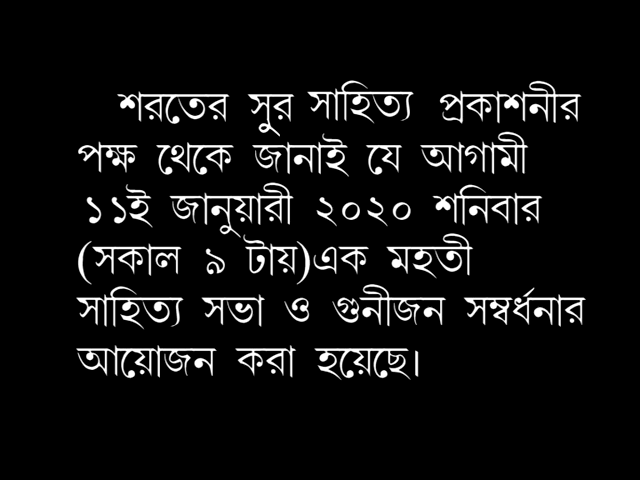 শরতের সুর সাহিত্য প্রকাশনীর
পক্ষ থেকে জানাই যে আগামী
১১ই জানুয়ারী ২০২০ শনিবার
(সকাল ৯ টায়)এক মহতী
সাহিত্য সভা ও গুনীজন সম্বর্ধনার
আয়োজন করা হয়েছে।